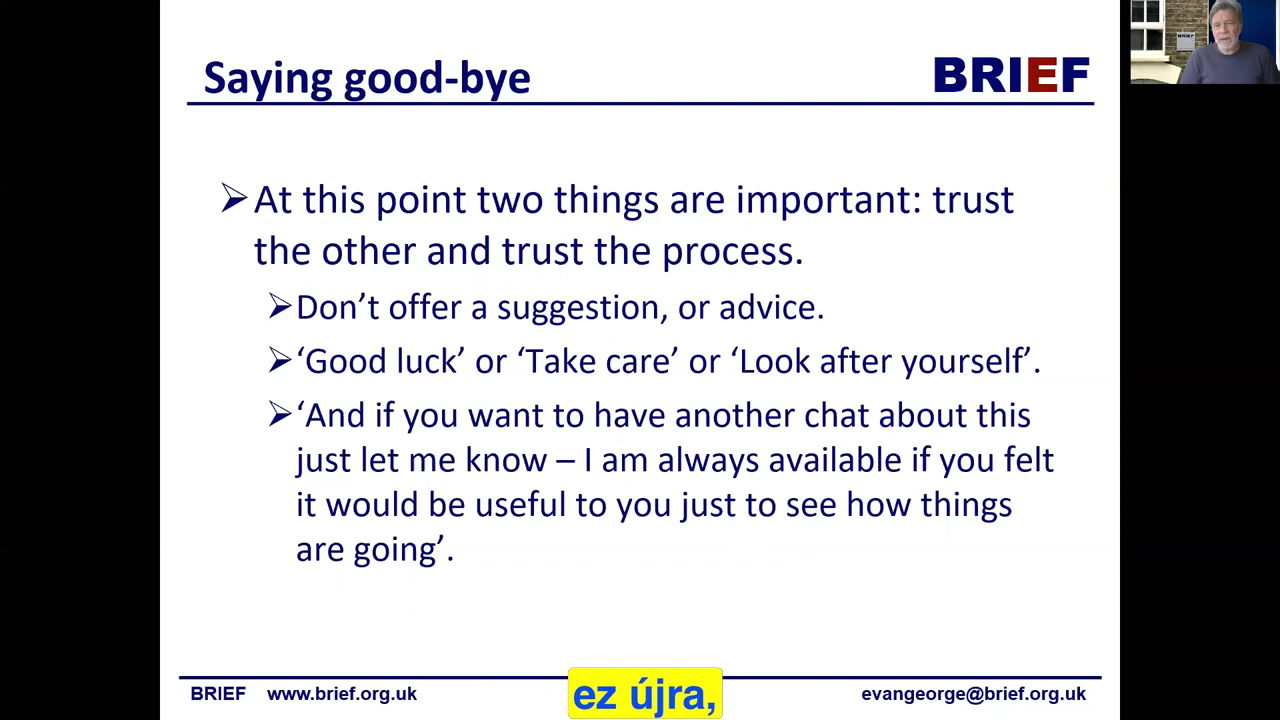 Saying good-bye
BRIEF
BRIEF
➢At this point two things are important: trust
the other and trust the process.
➢Don’t offer a suggestion, or advice.
➢‘Good luck’ or ‘Take care’ or ‘Look after yourself’.
➢‘And if you want to have another chat about this
just let me know – I am always available if you felt
it would be useful to you just to see how things
are going’.
BRIEF www.brief.org.uk
ez újra,
evangeorge@brief.org.uk